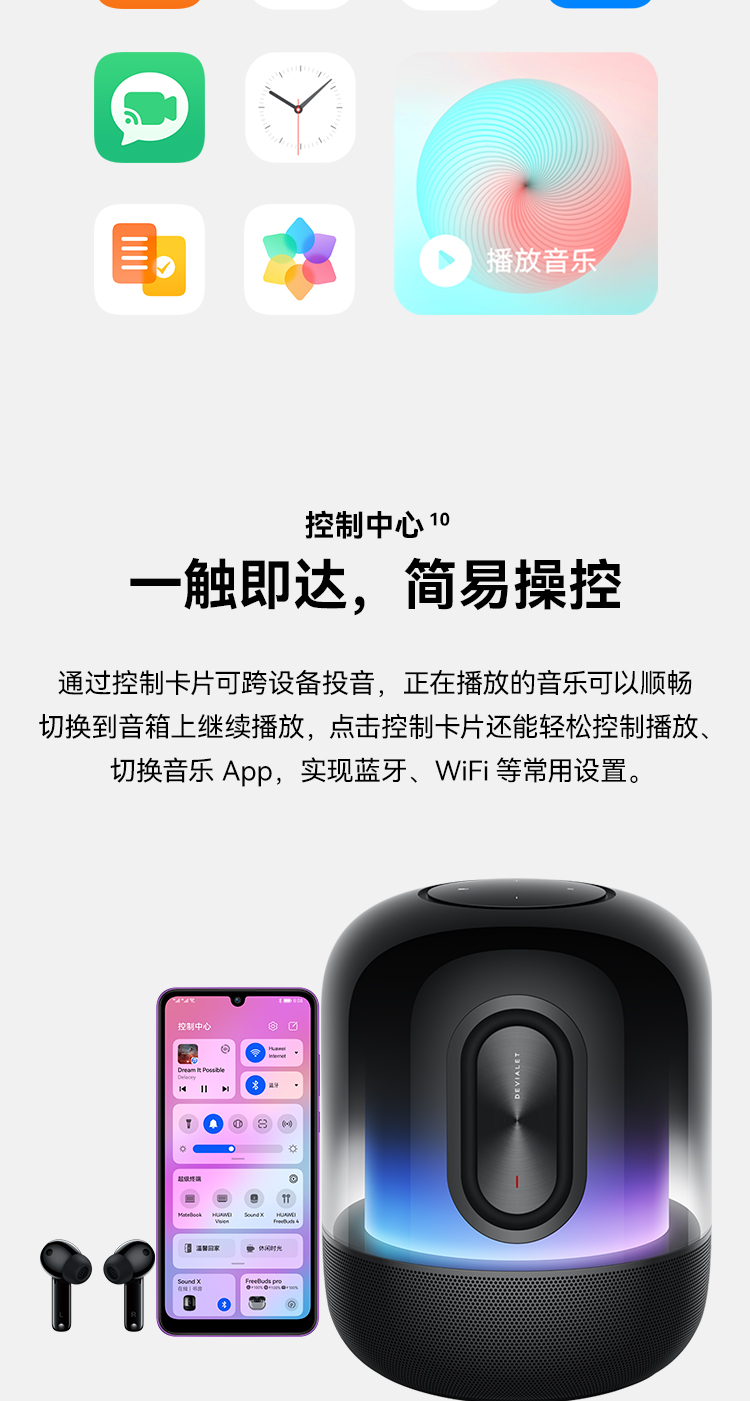 播放音乐
控制中心10
一触即达，简易操控
通过控制卡片可跨设备投音，正在播放的音乐可以顺畅
切换到音箱上继续播放，点击控制卡片还能轻松控制播放、
切换音乐 App，实现蓝牙、WiFi 等常用设置。
控制中心
Huawei
Internet
Dream It Possible
Delacey
蓝牙
超级终端
MateBook
HUAWEI
Vision
Sound X
HUAWEI
FreeBuds 4
温馨回家
休闲时光
Sound X
FreeBuds pro
DEVIALET
L
R